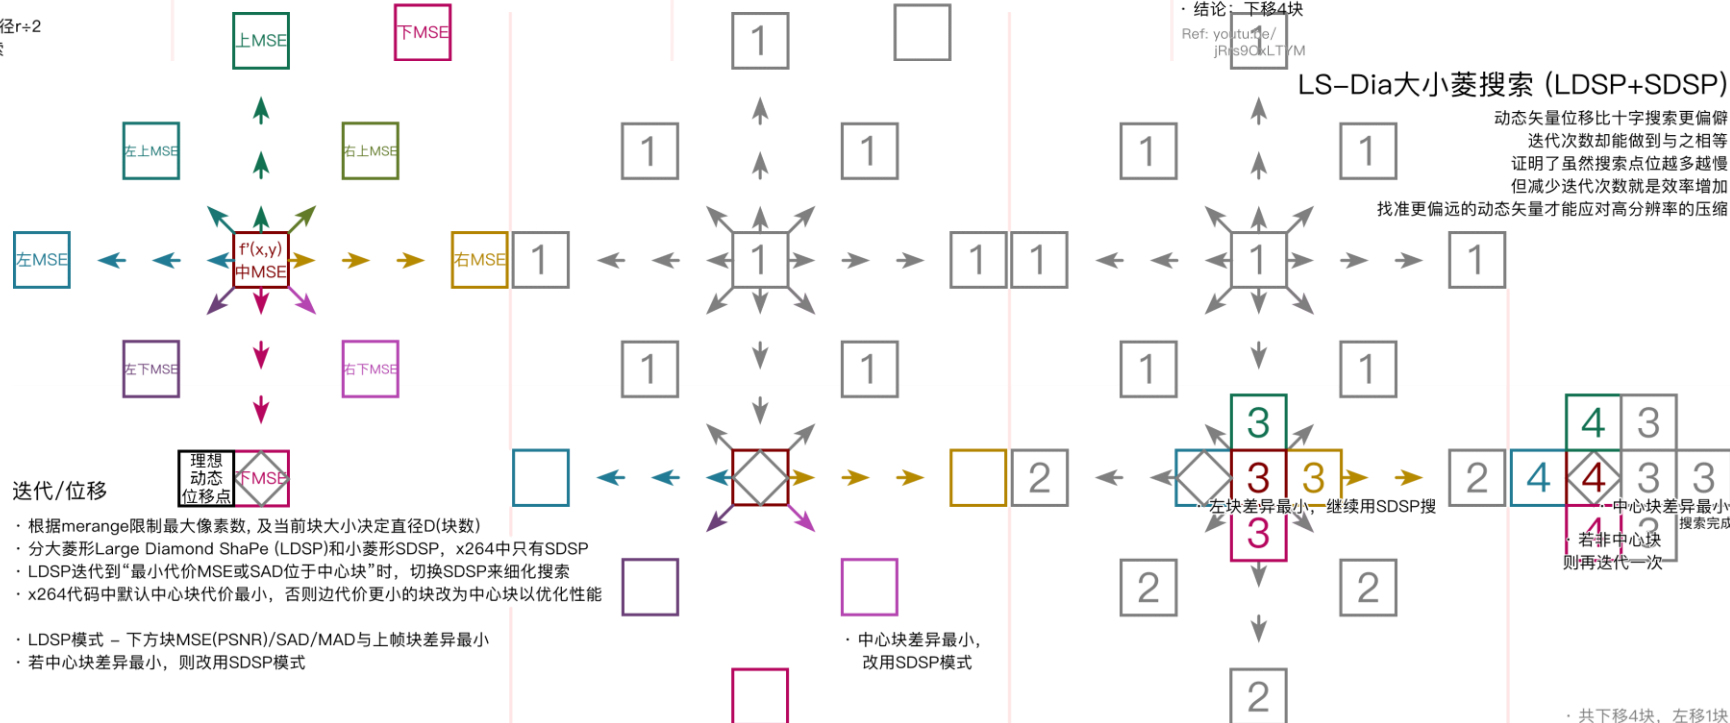 径r÷2
· 结论：下移4块
Ref: youtu.be/
上MSE
下MSE
1
1
LS-Dia大小菱搜索 (LDSP+SDSP)
动态矢量位移比十字搜索更偏僻
迭代次数却能做到与之相等
证明了虽然搜索点位越多越慢
但减少迭代次数就是效率增加
找准更偏远的动态矢量才能应对高分辨率的压缩
左上MSE
右上MSE
1
1
1
1
左MSE
f'(x,y)
中MSE
右MSE
1
1
1
1
1
1
左下MSE
右下MSE
1
1
1
1
理想
动态
位移点
下MSE
2
3
3
3
2
4
4
4
3
3
3
· 左块差异最小，继续用SDSP搜
· 中心块差异最小
搜索完成
3
4
3
· 若非中心块
则再迭代一次
迭代/位移
· 根据merange限制最大像素数, 及当前块大小决定直径D(块数)
· 分大菱形Large Diamond ShaPe (LDSP)和小菱形SDSP，x264中只有SDSP
· LDSP迭代到“最小代价MSE或SAD位于中心块”时，切换SDSP来细化搜索
· x264代码中默认中心块代价最小，否则边代价更小的块改为中心块以优化性能
2
2
· LDSP模式 – 下方块MSE(PSNR)/SAD/MAD与上帧块差异最小
· 若中心块差异最小，则改用SDSP模式
· 中心块差异最小，
改用SDSP模式
2
· 共下移4块，左移1块